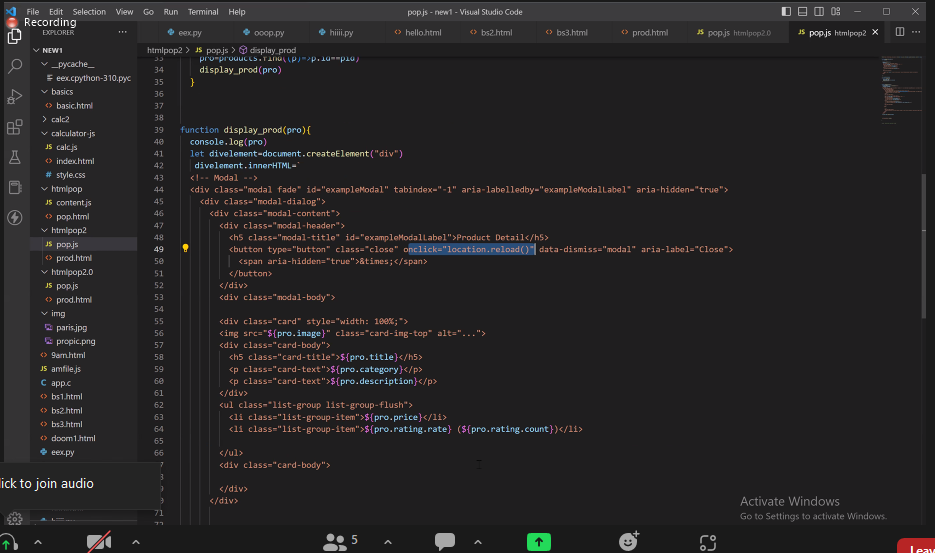 File Edit Selection View Go Run Terminal Help
pop.js - new1 - Visual Studio Code
Recording
EXPLORER ...
eex.py
ooop.py
hiiii.py
hello.html
bs2.html
bs3.html
prod.html
JS pop.js htmlpop2.0
JS pop.js htmlpop2
htmlpop2 > JS pop.js > display_prod
NEW1
__pycache__
eex.cpython-310.pyc
basics
basic.html
calc2
calculator-js
JS calc.js
index.html
# style.css
htmlpop
JS content.js
pop.html
htmlpop2
JS pop.js
prod.html
htmlpop2.0
JS pop.js
prod.html
img
paris.jpg
propic.png
9am.html
JS amfile.js
C app.c
bs1.html
bs2.html
bs3.html
doom1.html
eex.py
33 pro=products.find((p)=>p.id==pid)
34 display_prod(pro)
35 }
36
37
38
39 function display_prod(pro){
40 console.log(pro)
41 let divelement=document.createElement("div")
42 divelement.innerHTML=`
43 <!-- Modal -->
44 <div class="modal fade" id="exampleModal" tabindex="-1" aria-labelledby="exampleModalLabel" aria-hidden="true">
45 <div class="modal-dialog">
46 <div class="modal-content">
47 <div class="modal-header">
48 <h5 class="modal-title" id="exampleModalLabel">Product Detail</h5>
49 <button type="button" class="close" onclick="location.reload()" data-dismiss="modal" aria-label="Close">
50 <span aria-hidden="true">&times;</span>
51 </button>
52 </div>
53 <div class="modal-body">
54
55 <div class="card" style="width: 100%;">
56 <img src="${pro.image}" class="card-img-top" alt="...">
57 <div class="card-body">
58 <h5 class="card-title">${pro.title}</h5>
59 <p class="card-text">${pro.category}</p>
60 <p class="card-text">${pro.description}</p>
61 </div>
62 <ul class="list-group list-group-flush">
63 <li class="list-group-item">${pro.price}</li>
64 <li class="list-group-item">${pro.rating.rate} (${pro.rating.count})</li>
65
66 </ul>
<div class="card-body">
</div>
</div>
71
72
lick to join audio
Activate Windows
Go to Settings to activate Windows.
5
Leav